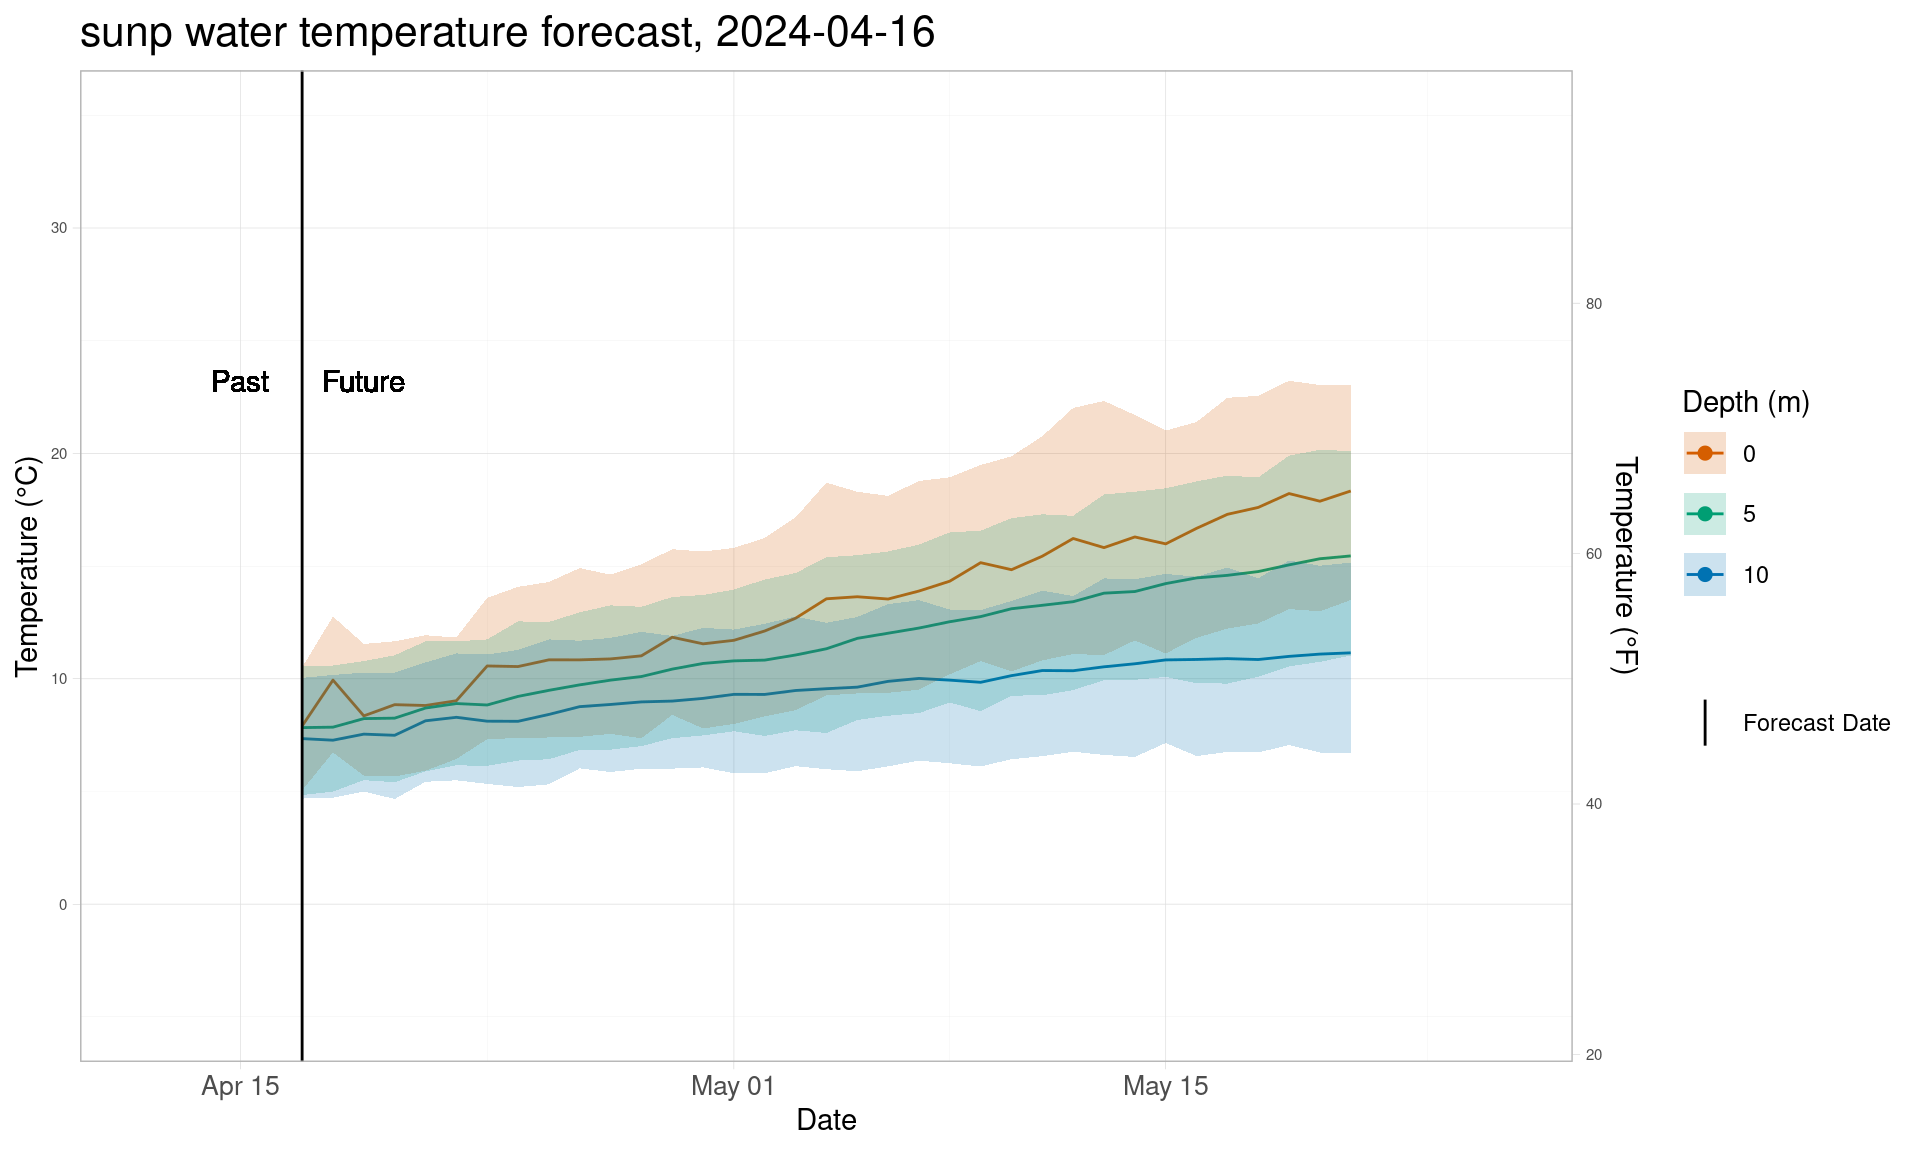 sunp water temperature forecast, 2024-04-16
Past
Future
Temperature (°C)
30
20
10
0
Temperature (°F)
80
60
40
20
Apr 15
May 01
May 15
Date
Depth (m)
0
5
10
Forecast Date